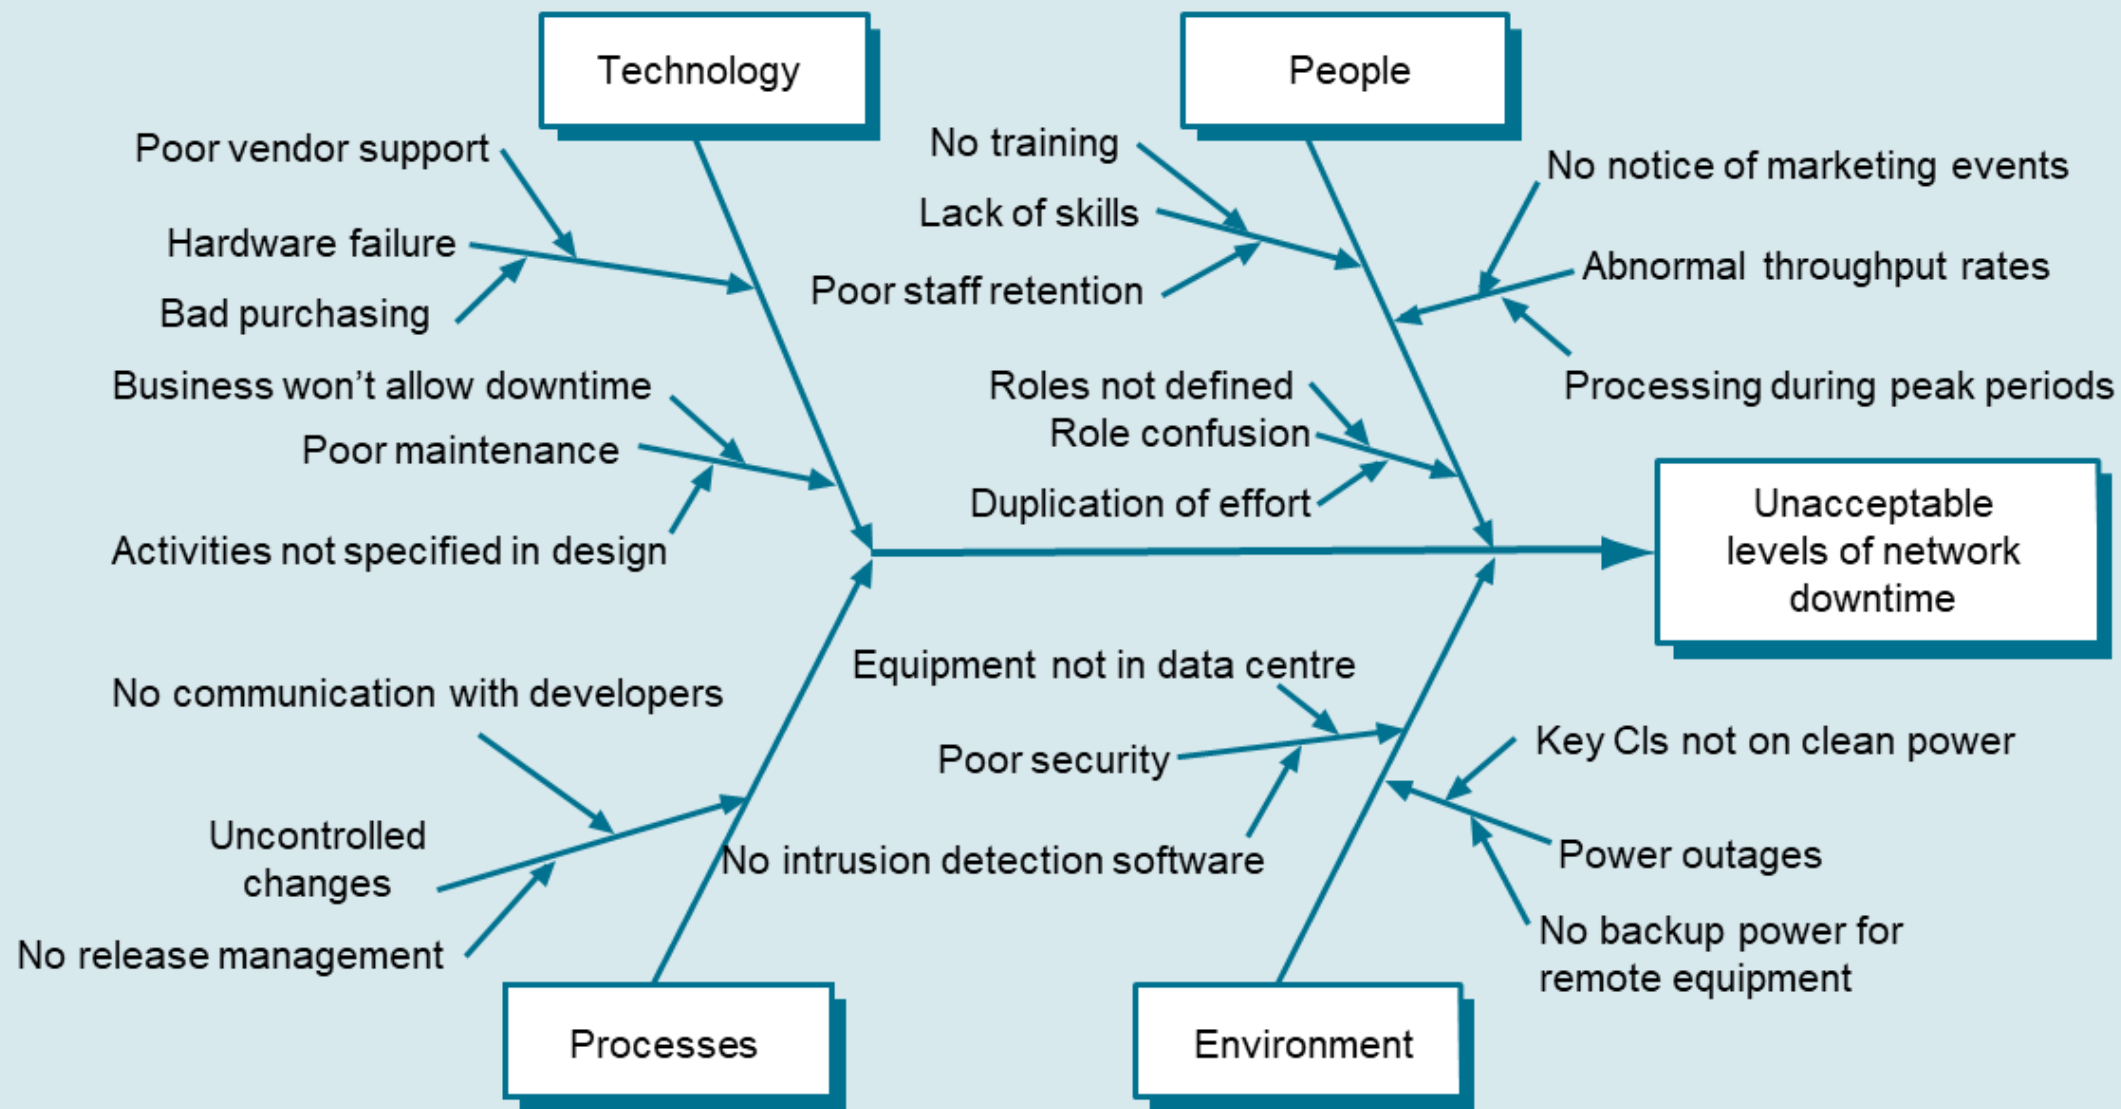 Technology
People
Poor vendor support
Hardware failure
Bad purchasing
Business won't allow downtime
Poor maintenance
Activities not specified in design
No training
Lack of skills
Poor staff retention
No notice of marketing events
Abnormal throughput rates
Processing during peak periods
Roles not defined
Role confusion
Duplication of effort
Unacceptable
levels of network
downtime
No communication with developers
Uncontrolled
changes
No release management
Equipment not in data centre
Poor security
No intrusion detection software
Key CIs not on clean power
Power outages
No backup power for
remote equipment
Processes
Environment